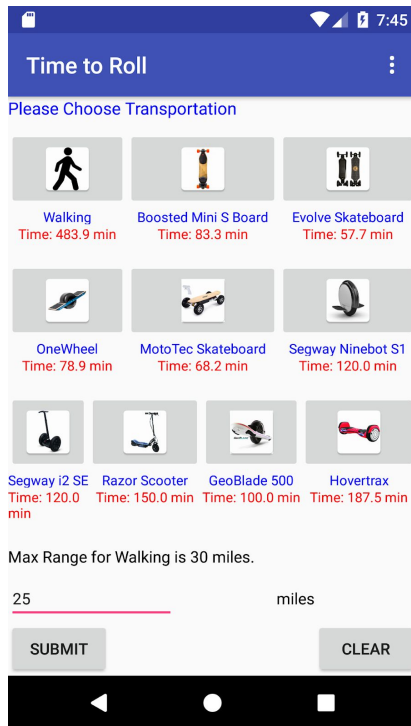 7:45
Time to Roll
Please Choose Transportation
Walking Boosted Mini S Board Evolve Skateboard
Time: 483.9 min Time: 83.3 min Time: 57.7 min
OneWheel MotoTec Skateboard Segway Ninebot S1
Time: 78.9 min Time: 68.2 min Time: 120.0 min
Segway i2 SE Razor Scooter GeoBlade 500 Hovertrax
Time: 120.0 Time: 150.0 min Time: 100.0 min Time: 187.5 min
min
Max Range for Walking is 30 miles.
25 miles
SUBMIT CLEAR